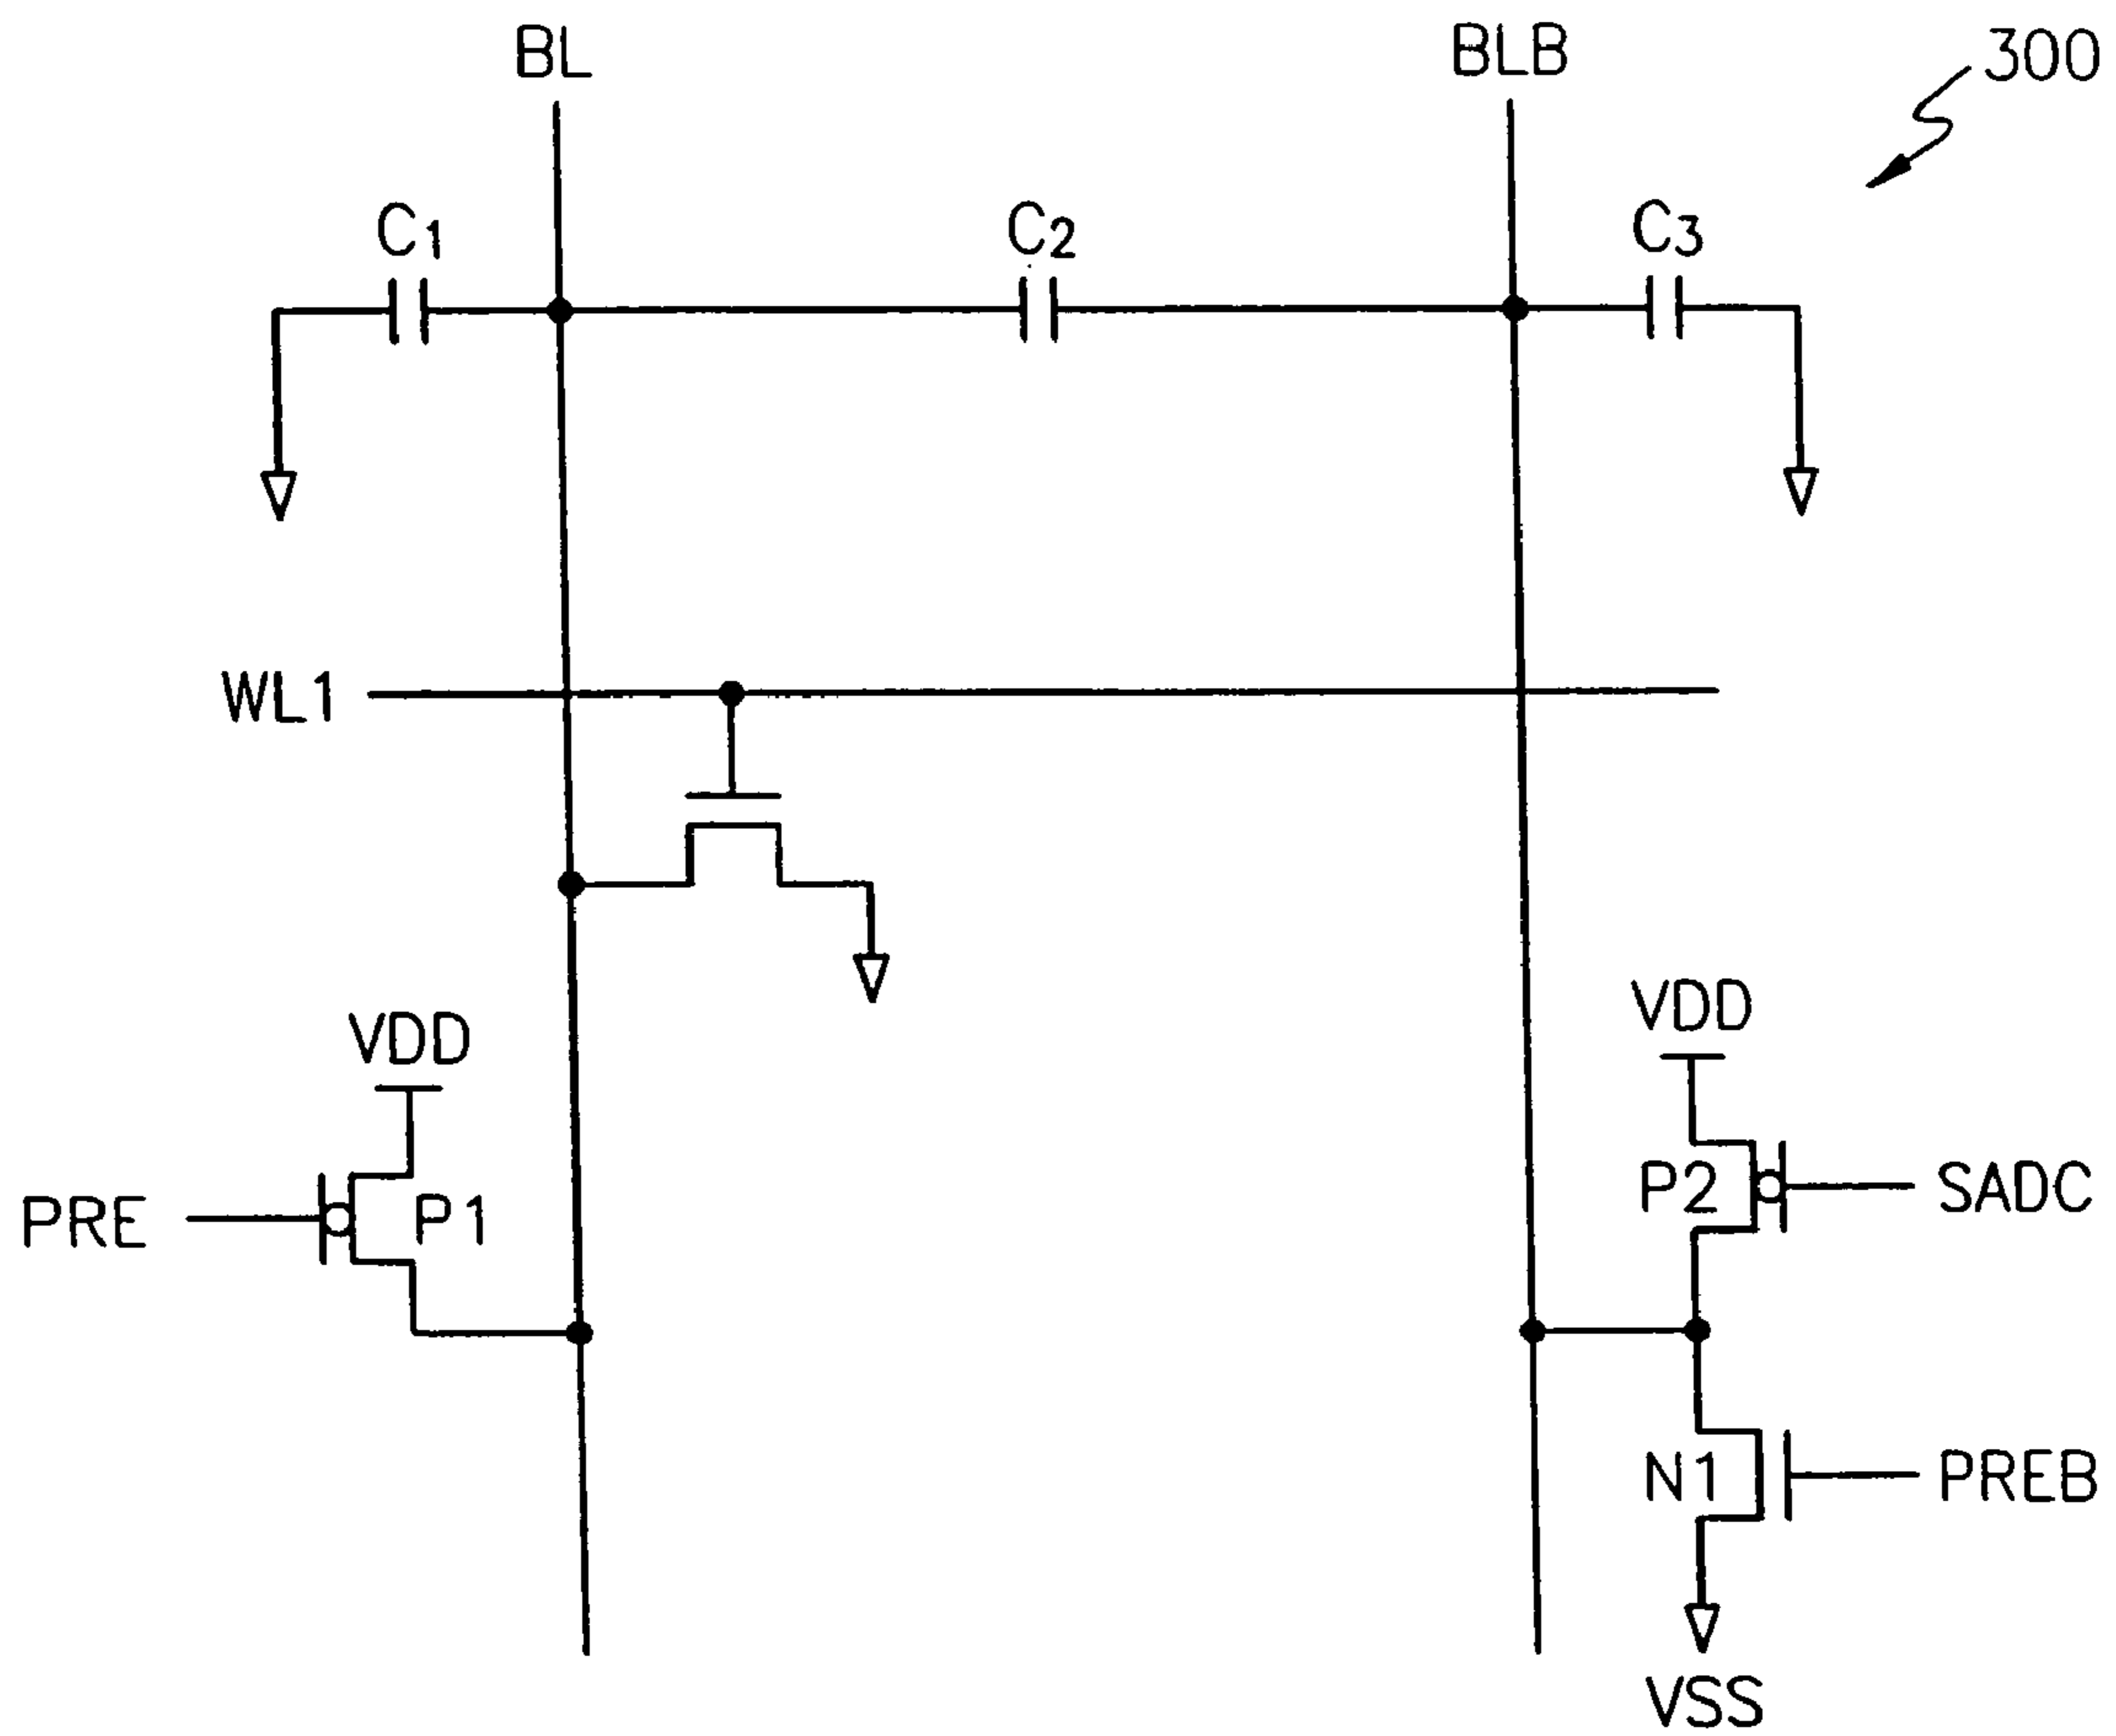 BL
BLB
300
C1
C2
C3
WL1
VDD
VDD
PRE
P1
P2
SADC
N1
PREB
VSS